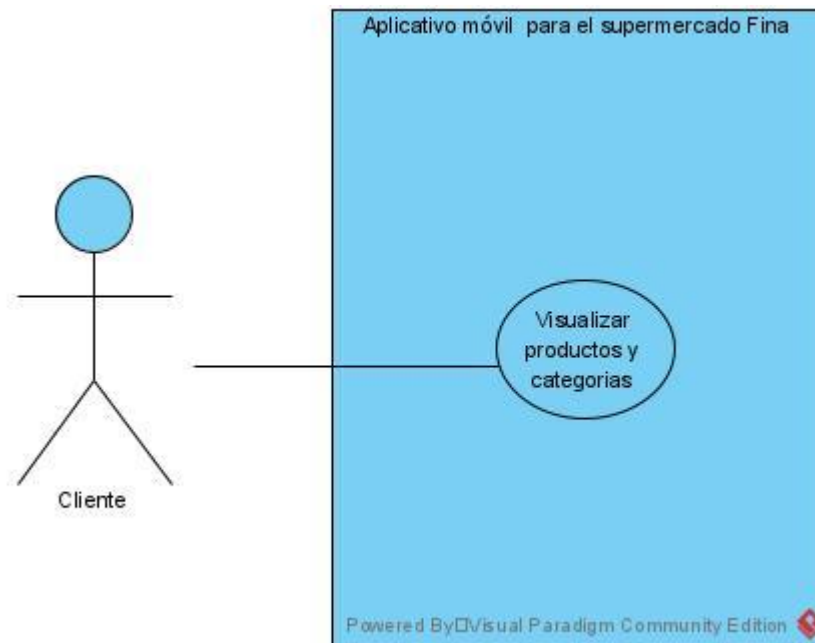 Aplicativo móvil para el supermercado Fina
Visualizar
productos y
categorias
Cliente
Powered By□Visual Paradigm Community Edition